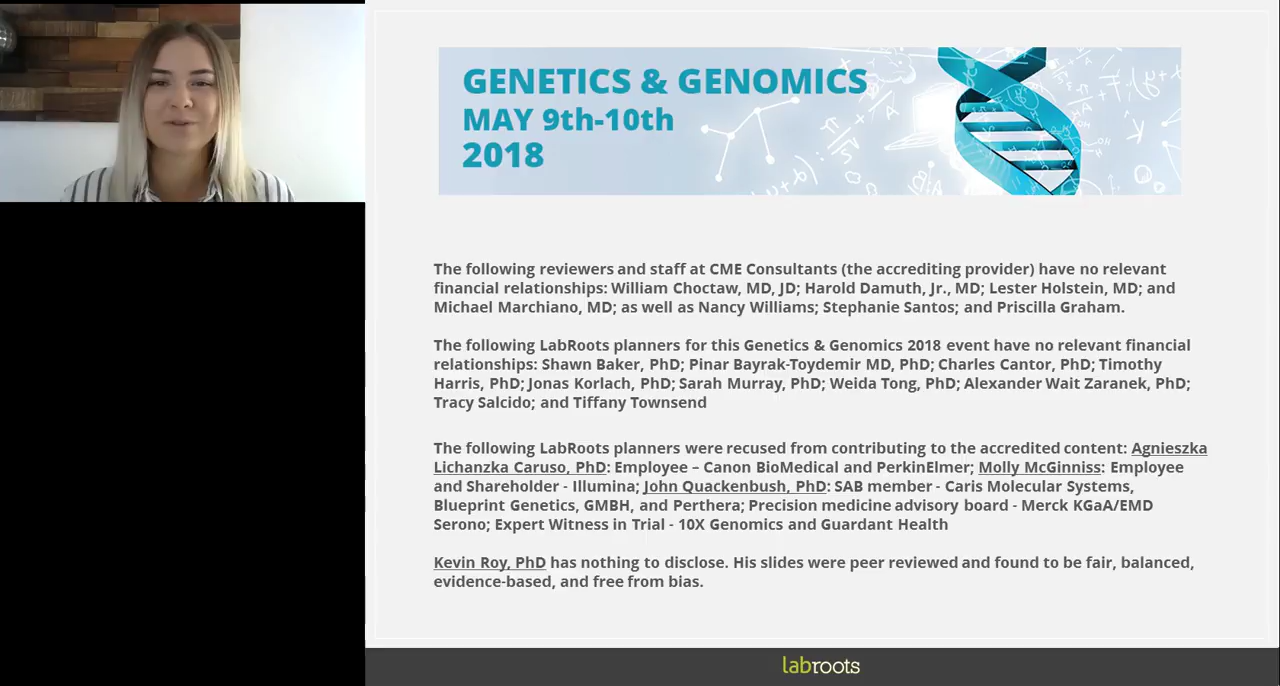 GENETICS & GENOMICS
MAY 9th-10th
2018
The following reviewers and staff at CME Consultants (the accrediting provider) have no relevant
financial relationships: William Choctaw, MD, JD; Harold Damuth, Jr., MD; Lester Holstein, MD; and
Michael Marchiano, MD; as well as Nancy Williams; Stephanie Santos; and Priscilla Graham.
The following LabRoots planners for this Genetics & Genomics 2018 event have no relevant financial
relationships: Shawn Baker, PhD; Pinar Bayrak-Toydemir MD, PhD; Charles Cantor, PhD; Timothy
Harris, PhD; Jonas Korlach, PhD; Sarah Murray, PhD; Weida Tong, PhD; Alexander Wait Zaranek, PhD;
Tracy Salcido; and Tiffany Townsend
The following LabRoots planners were recused from contributing to the accredited content: Agnieszka
Lichanzka Caruso, PhD: Employee – Canon BioMedical and PerkinElmer; Molly McGinniss: Employee
and Shareholder - Illumina; John Quackenbush, PhD: SAB member - Caris Molecular Systems,
Blueprint Genetics, GMBH, and Perthera; Precision medicine advisory board - Merck KGaA/EMD
Serono; Expert Witness in Trial - 10X Genomics and Guardant Health
Kevin Roy, PhD has nothing to disclose. His slides were peer reviewed and found to be fair, balanced,
evidence-based, and free from bias.
labroots